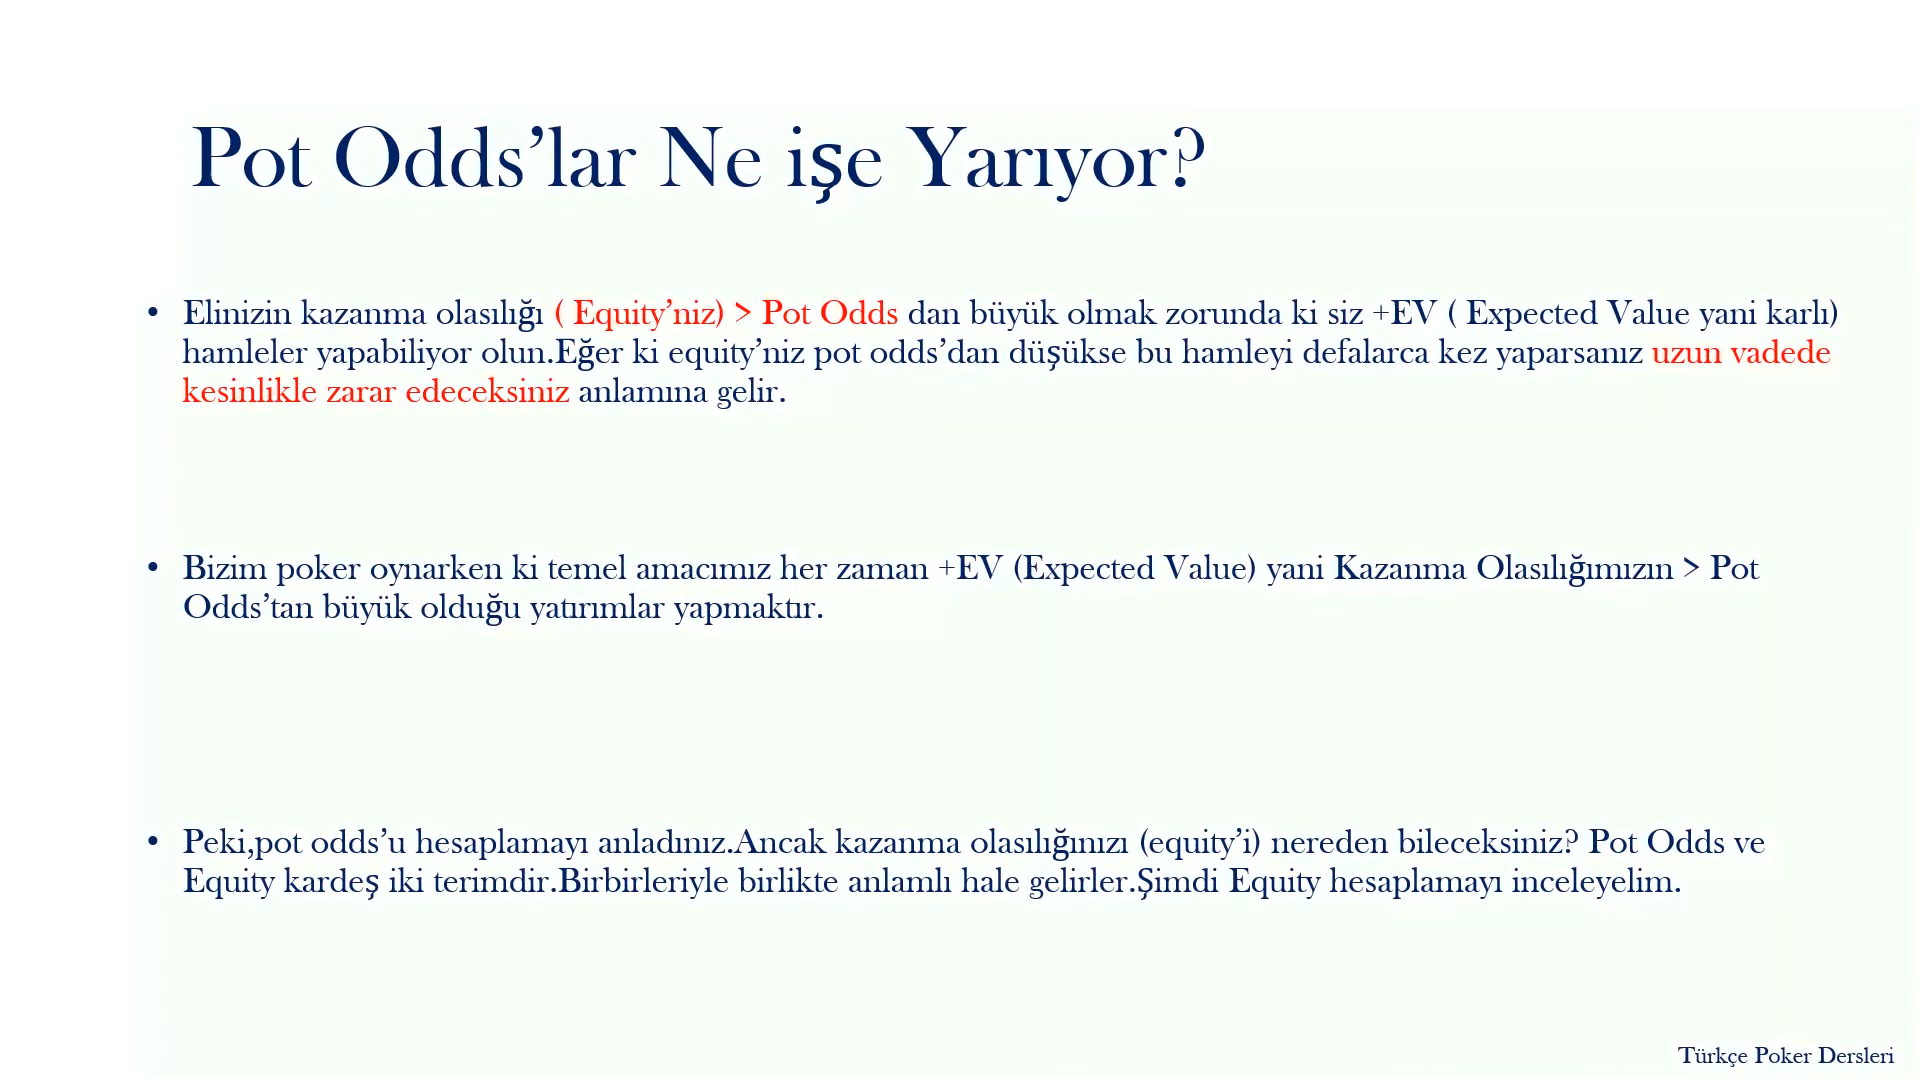 Pot Odds’lar Ne işe Yarıyor?
• Elinizin kazanma olasılığı ( Equity’niz) > Pot Odds dan büyük olmak zorunda ki siz +EV ( Expected Value yani karlı)
hamleler yapabiliyor olun.Eğer ki equity’niz pot odds’dan düşükse bu hamleyi defalarca kez yaparsanız uzun vadede
kesinlikle zarar edeceksiniz anlamına gelir.
• Bizim poker oynarken ki temel amacımız her zaman +EV (Expected Value) yani Kazanma Olasılığımızın > Pot
Odds’tan büyük olduğu yatırımlar yapmaktır.
• Peki,pot odds’u hesaplamayı anladınız.Ancak kazanma olasılığınızı (equity’i) nereden bileceksiniz? Pot Odds ve
Equity kardeş iki terimdir.Birbirleriyle birlikte anlamlı hale gelirler.Şimdi Equity hesaplamayı inceleyelim.
Türkçe Poker Dersleri